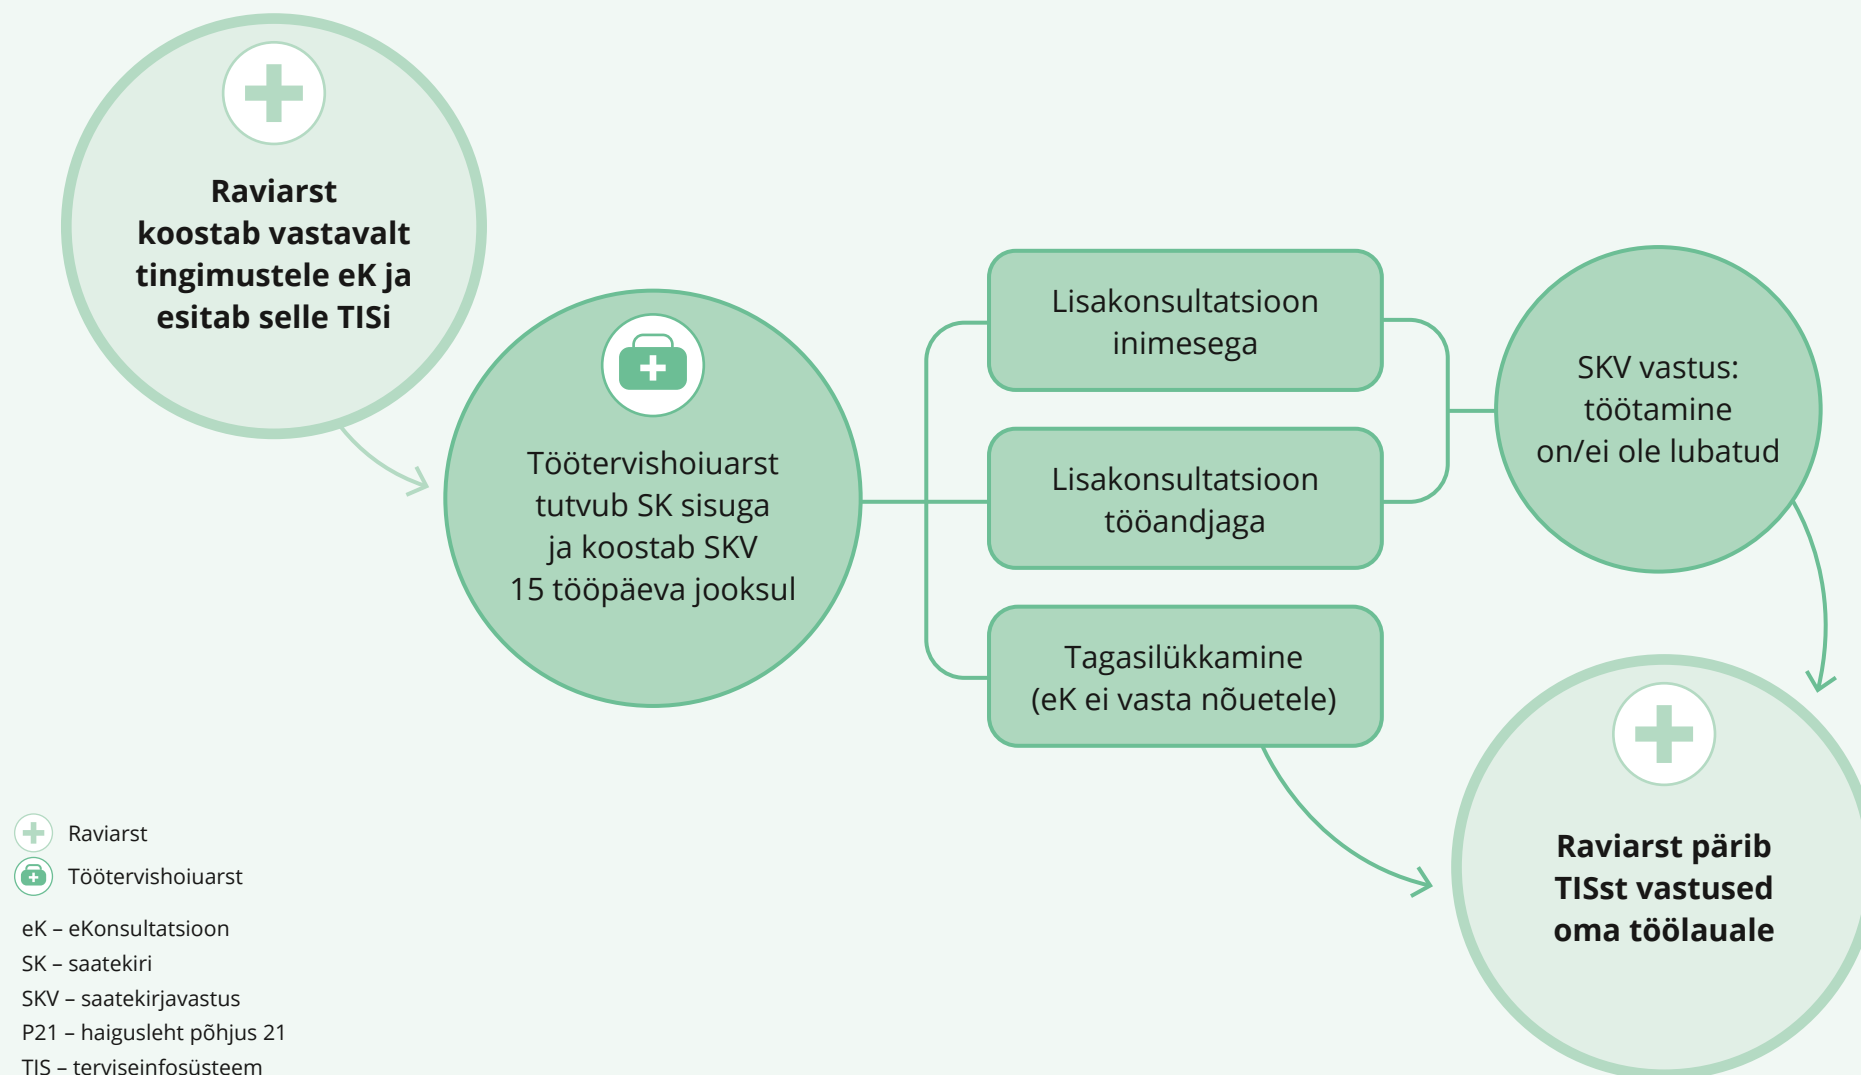 Raviarst
koostab vastavalt
tingimustele eK ja
esitab selle TISi
Töötervishoiuarst
tutvub SK sisuga
ja koostab SKV
15 tööpäeva jooksul
Lisakonsultatsioon
inimesega
Lisakonsultatsioon
tööandjaga
Tagasilükkamine
(eK ei vasta nõuetele)
SKV vastus:
töötamine
on/ei ole lubatud
Raviarst pärib
TISst vastused
oma töölauale
Raviarst
Töötervishoiuarst
eK – eKonsultatsioon
SK – saatekiri
SKV – saatekirjavastus
P21 – haigusleht põhjus 21
TIS – terviseinfosüsteem